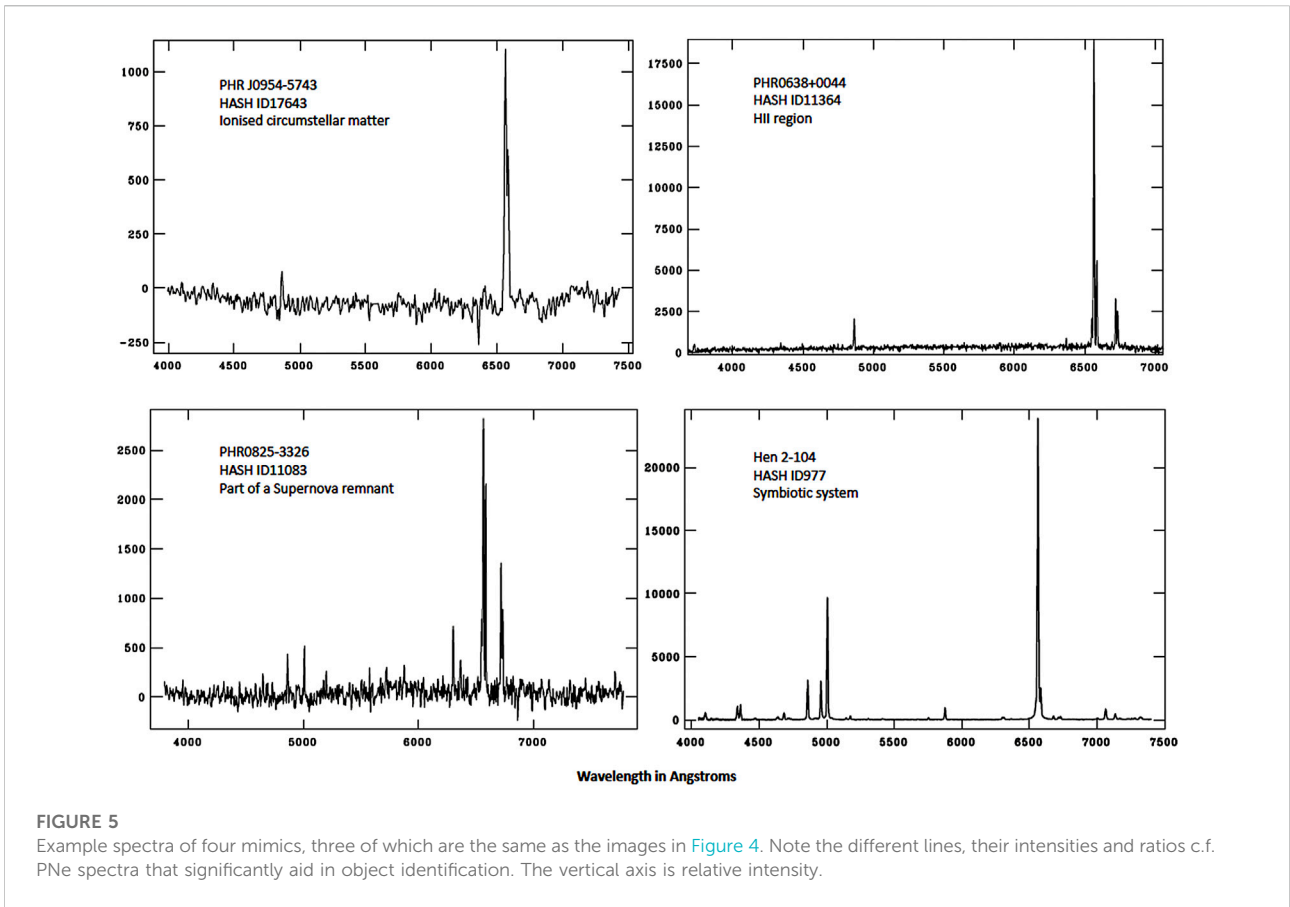 1000
750
500
250
0
-250
PHR J0954-5743
HASH ID17643
Ionised circumstellar matter
4000 4500 5000 5500 6000 6500 7000 7500
17500
15000
12500
10000
7500
5000
2500
0
PHR0638+0044
HASH ID11364
HII region
4000 4500 5000 5500 6000 6500 7000
2500
2000
1500
1000
500
0
PHR0825-3326
HASH ID11083
Part of a Supernova remnant
4000 5000 6000 7000
20000
15000
10000
5000
0
Hen 2-104
HASH ID977
Symbiotic system
4000 4500 5000 5500 6000 6500 7000 7500
Wavelength in Angstroms
FIGURE 5
Example spectra of four mimics, three of which are the same as the images in Figure 4. Note the different lines, their intensities and ratios c.f.
PNe spectra that significantly aid in object identification. The vertical axis is relative intensity.